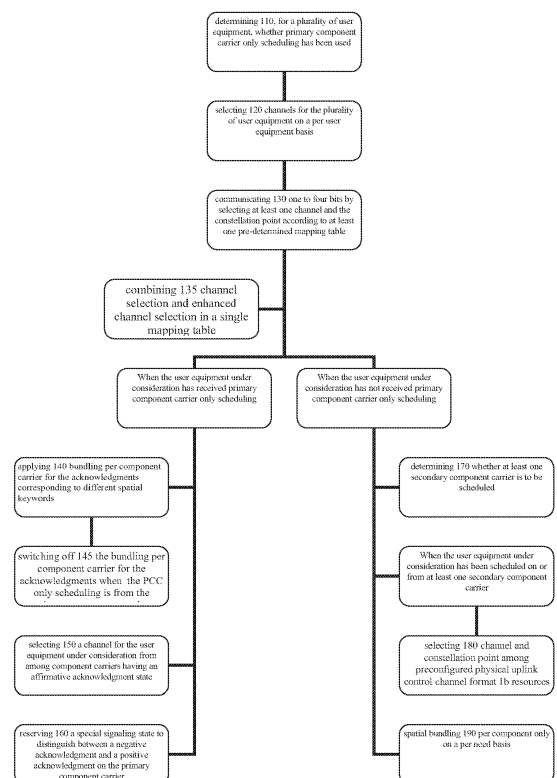 determining 110, for a plurality of user
equipment, whether primary component
carrier only scheduling has been used
selecting 120 channels for the plurality
of user equipment on a per user
equipment basis
communicating 130 one to four bits by
selecting at least one channel and the
constellation point according to at least
one pre-determined mapping table
combining 135 channel
selection and enhanced
channel selection in a single
mapping table
When the user equipment under
consideration has received primary
component carrier only scheduling
When the user equipment under
consideration has not received primary
component carrier only scheduling
applying 140 bundling per component
carrier for the acknowledgments
corresponding to different spatial
keywords
determining 170 whether at least one
secondary component carrier is to be
scheduled
switching off 145 the bundling per
component carrier for the
acknowledgments when the PCC
only scheduling is from the
When the user equipment under
consideration has been scheduled on or
from at least one secondary component
carrier
selecting 150 a channel for the user
equipment under consideration from
among component carriers having an
affirmative acknowledgment state
selecting 180 channel and
constellation point among
preconfigured physical uplink
control channel format 1b resources
reserving 160 a special signaling state to
distinguish between a negative
acknowledgment and a positive
acknowledgment on the primary
component carrier
spatial bundling 190 per component only
on a per need basis